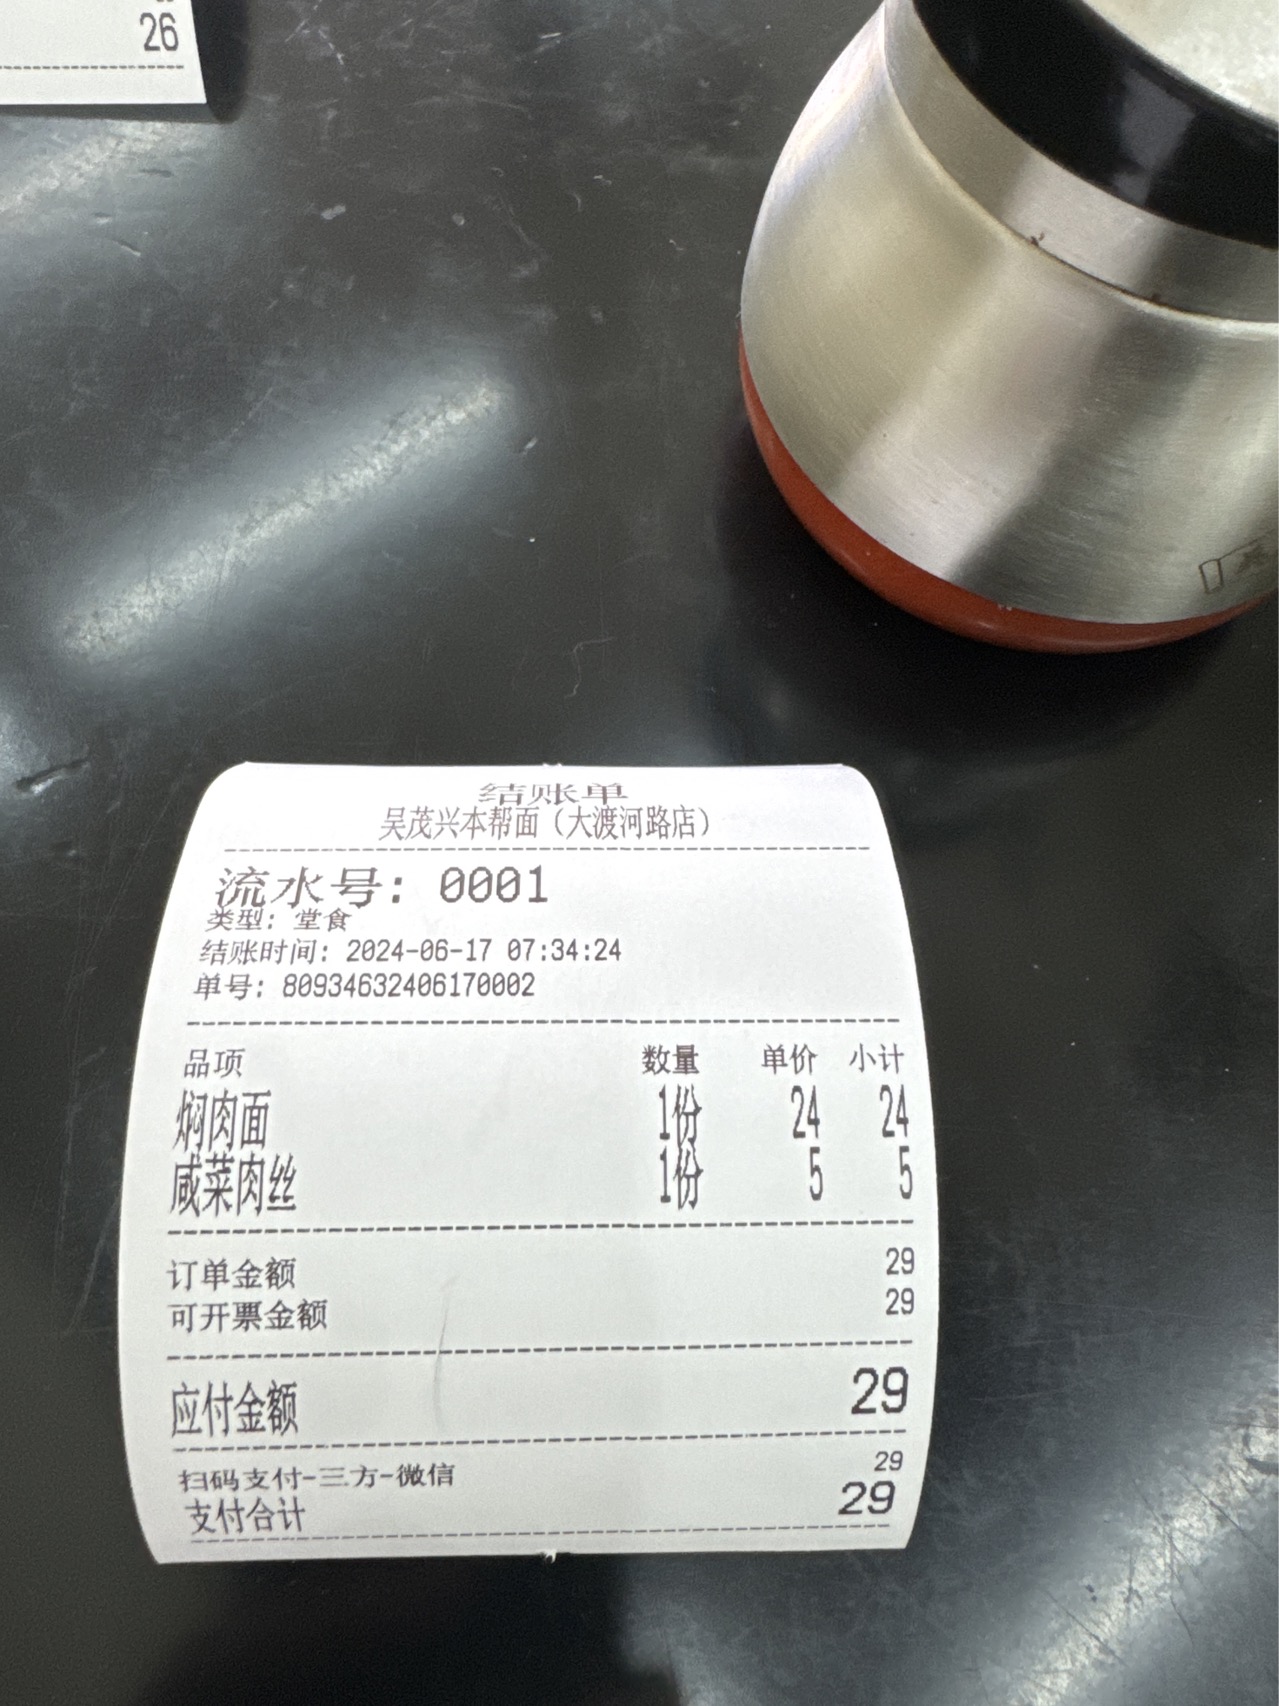 26
结账单
吴茂兴本帮面（大渡河路店）
流水号: 0001
类型: 堂食
结账时间: 2024-06-17 07:34:24
单号: 80934632406170002
品项 数量 单价 小计
焖肉面 1份 24 24
咸菜肉丝 1份 5 5
订单金额 29
可开票金额 29
应付金额 29
扫码支付-三方-微信 29
支付合计 29